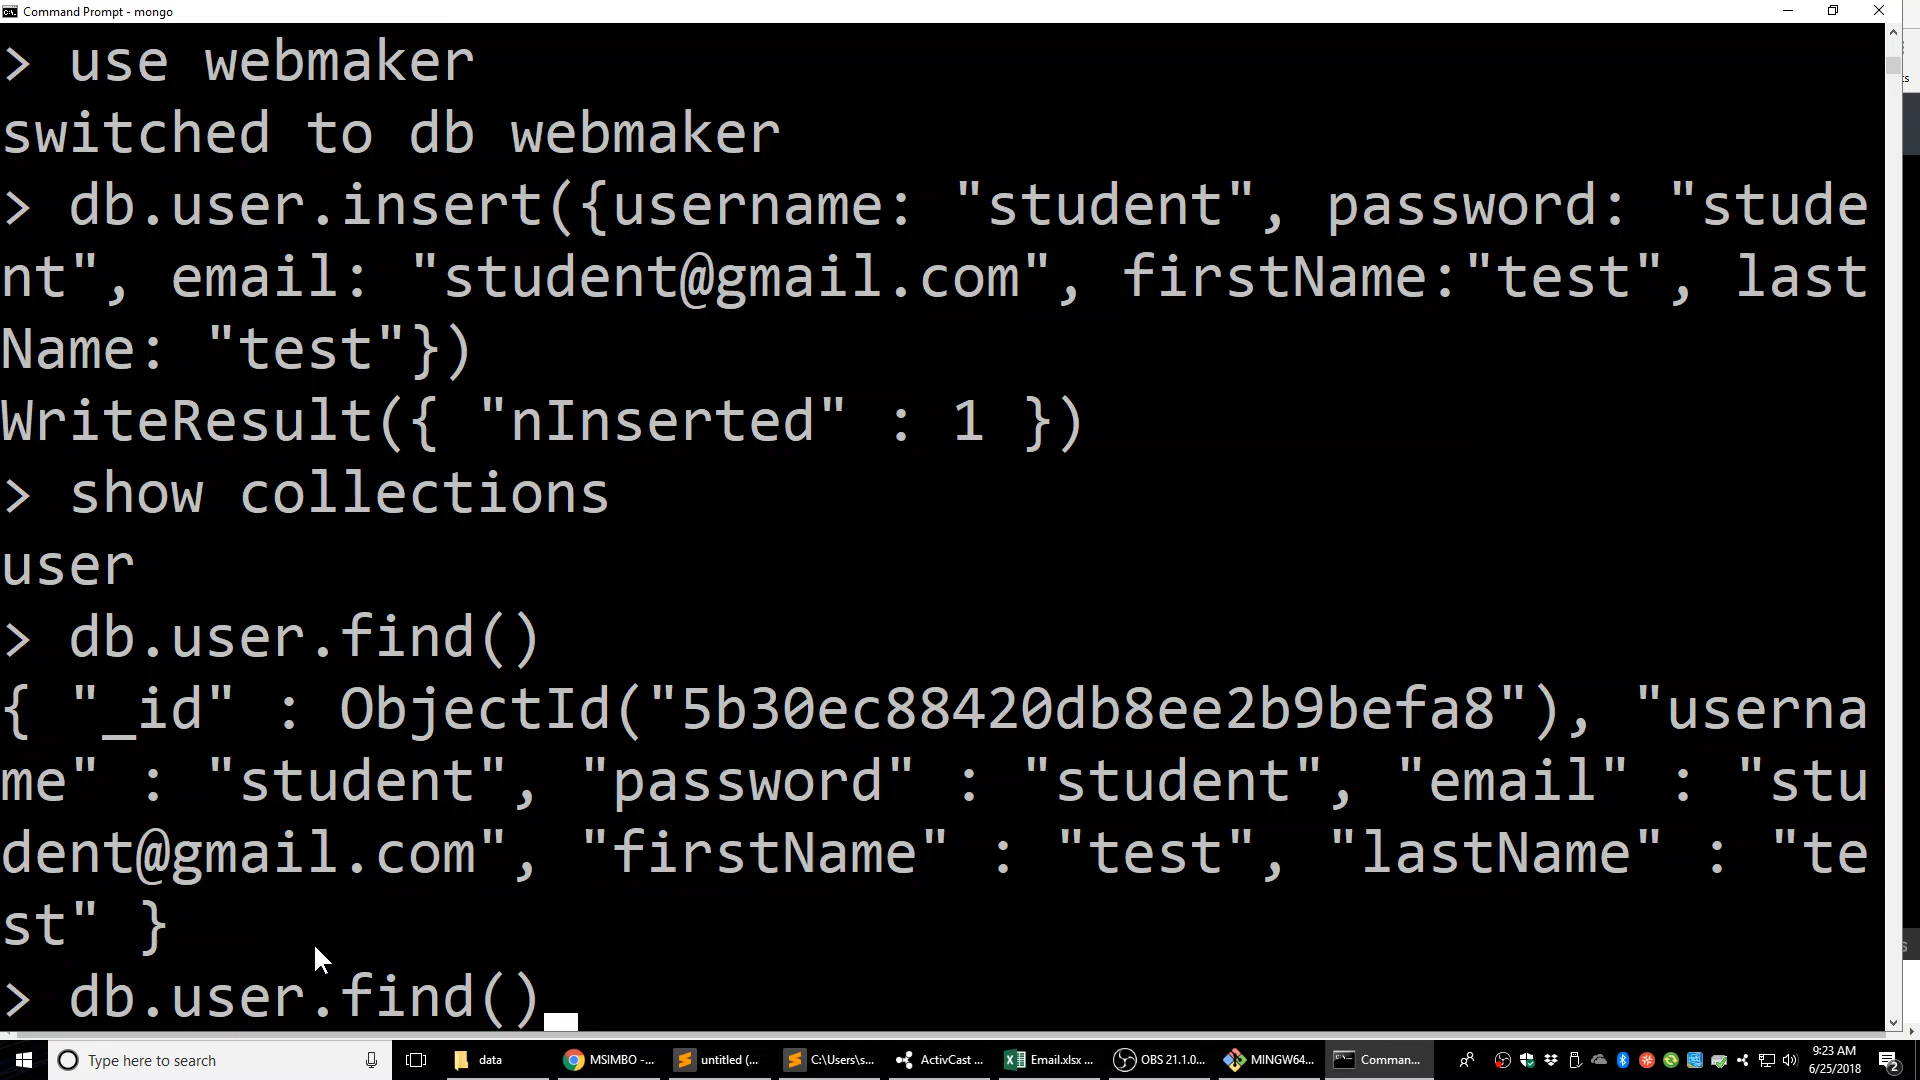 Command Prompt - mongo
> use webmaker
switched to db webmaker
> db.user.insert({username: "student", password: "stude
nt", email: "student@gmail.com", firstName:"test", last
Name: "test"})
WriteResult({ "nInserted" : 1 })
> show collections
user
> db.user.find()
{ "_id" : ObjectId("5b30ec88420db8ee2b9befa8"), "userna
me" : "student", "password" : "student", "email" : "stu
dent@gmail.com", "firstName" : "test", "lastName" : "te
st" }
> db.user.find()
Type here to search
data
MSIMBO -...
untitled (...
C:\Users\s...
ActivCast ...
Email.xlsx ...
OBS 21.1.0...
MINGW64...
Comman...
9:23 AM
6/25/2018
2